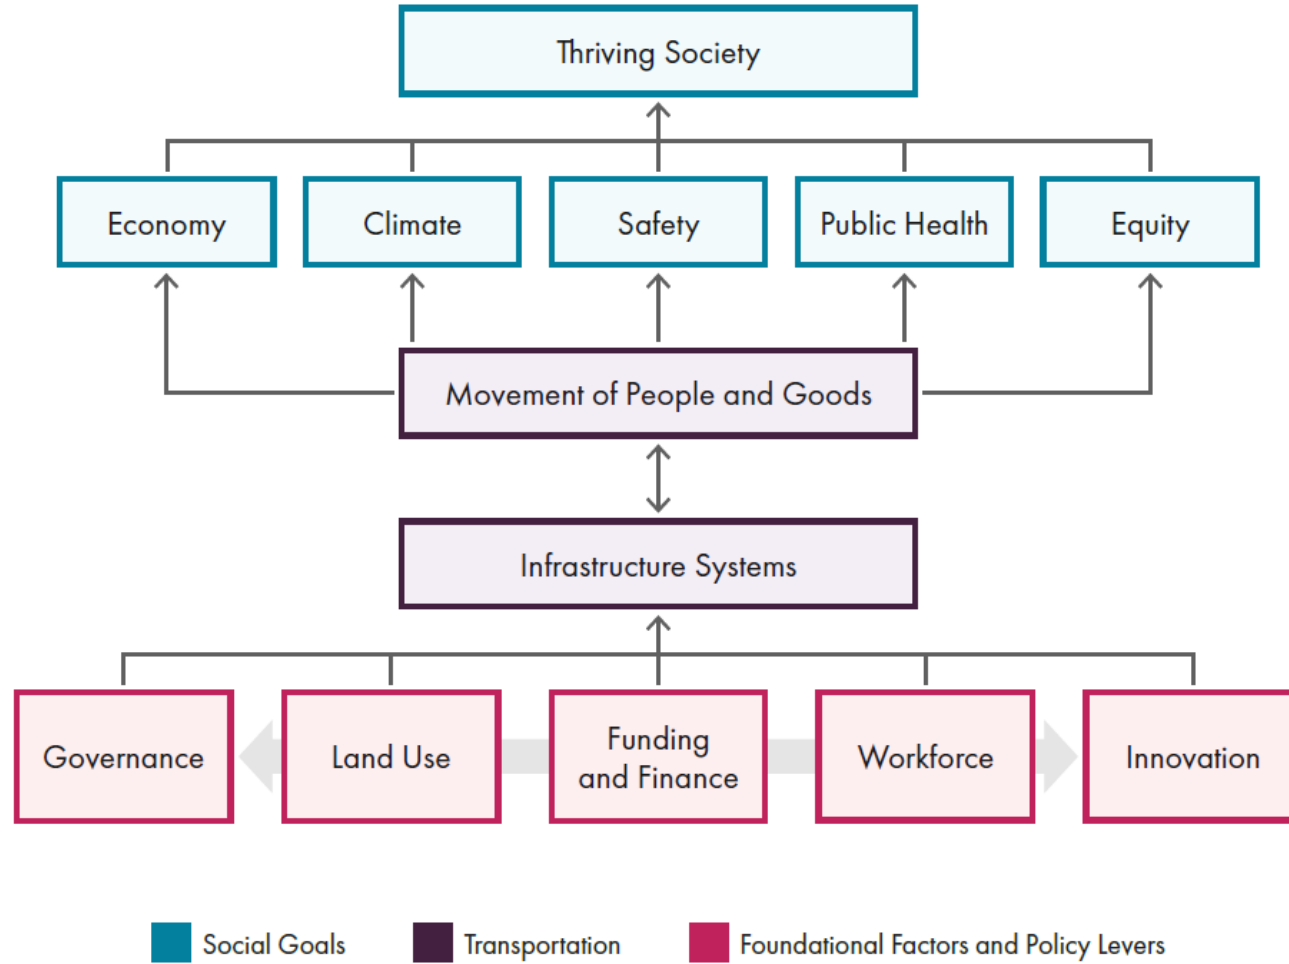 Thriving Society
Economy
Climate
Safety
Public Health
Equity
Movement of People and Goods
Infrastructure Systems
Governance
Land Use
Funding
and Finance
Workforce
Innovation
Social Goals
Transportation
Foundational Factors and Policy Levers